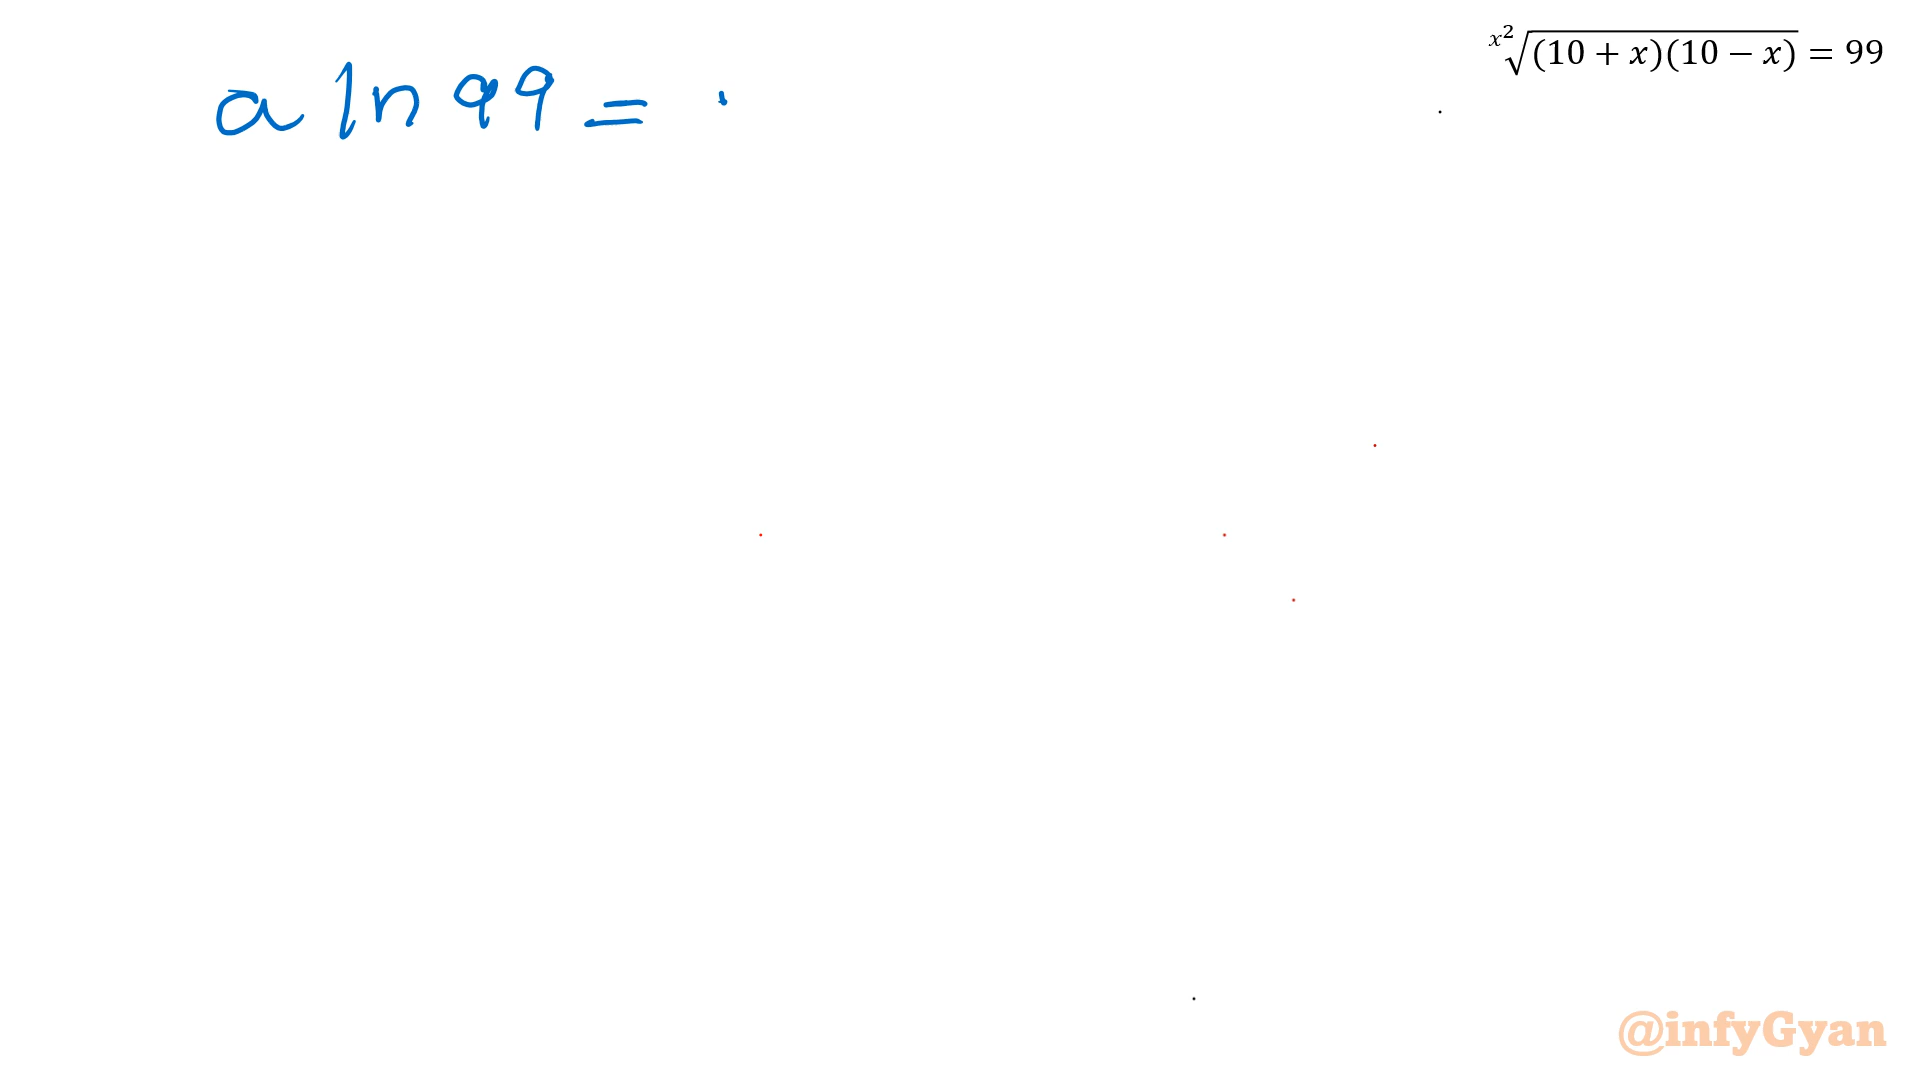 a ln 99 =
ˣ²√(10 + x)(10 − x) = 99
@infyGyan